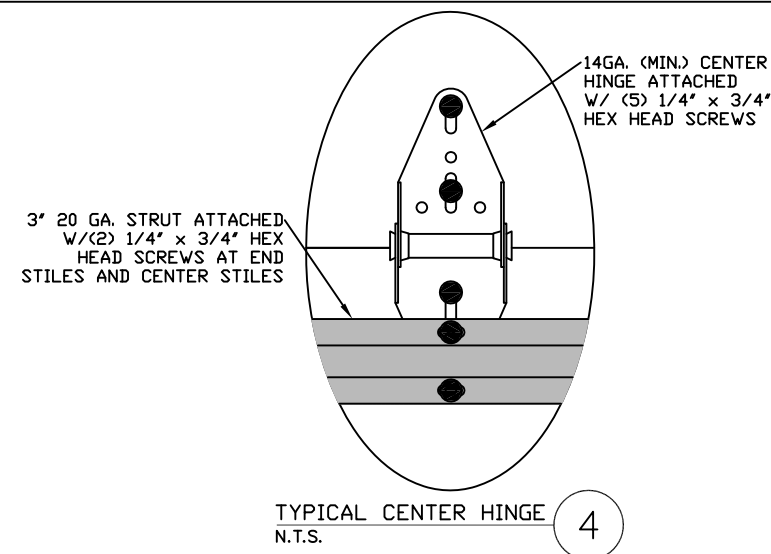 14GA. (MIN.) CENTER
HINGE ATTACHED
W/ (5) 1/4" x 3/4"
HEX HEAD SCREWS
3" 20 GA. STRUT ATTACHED
W/(2) 1/4" x 3/4" HEX
HEAD SCREWS AT END
STILES AND CENTER STILES
TYPICAL CENTER HINGE
N.T.S.
4